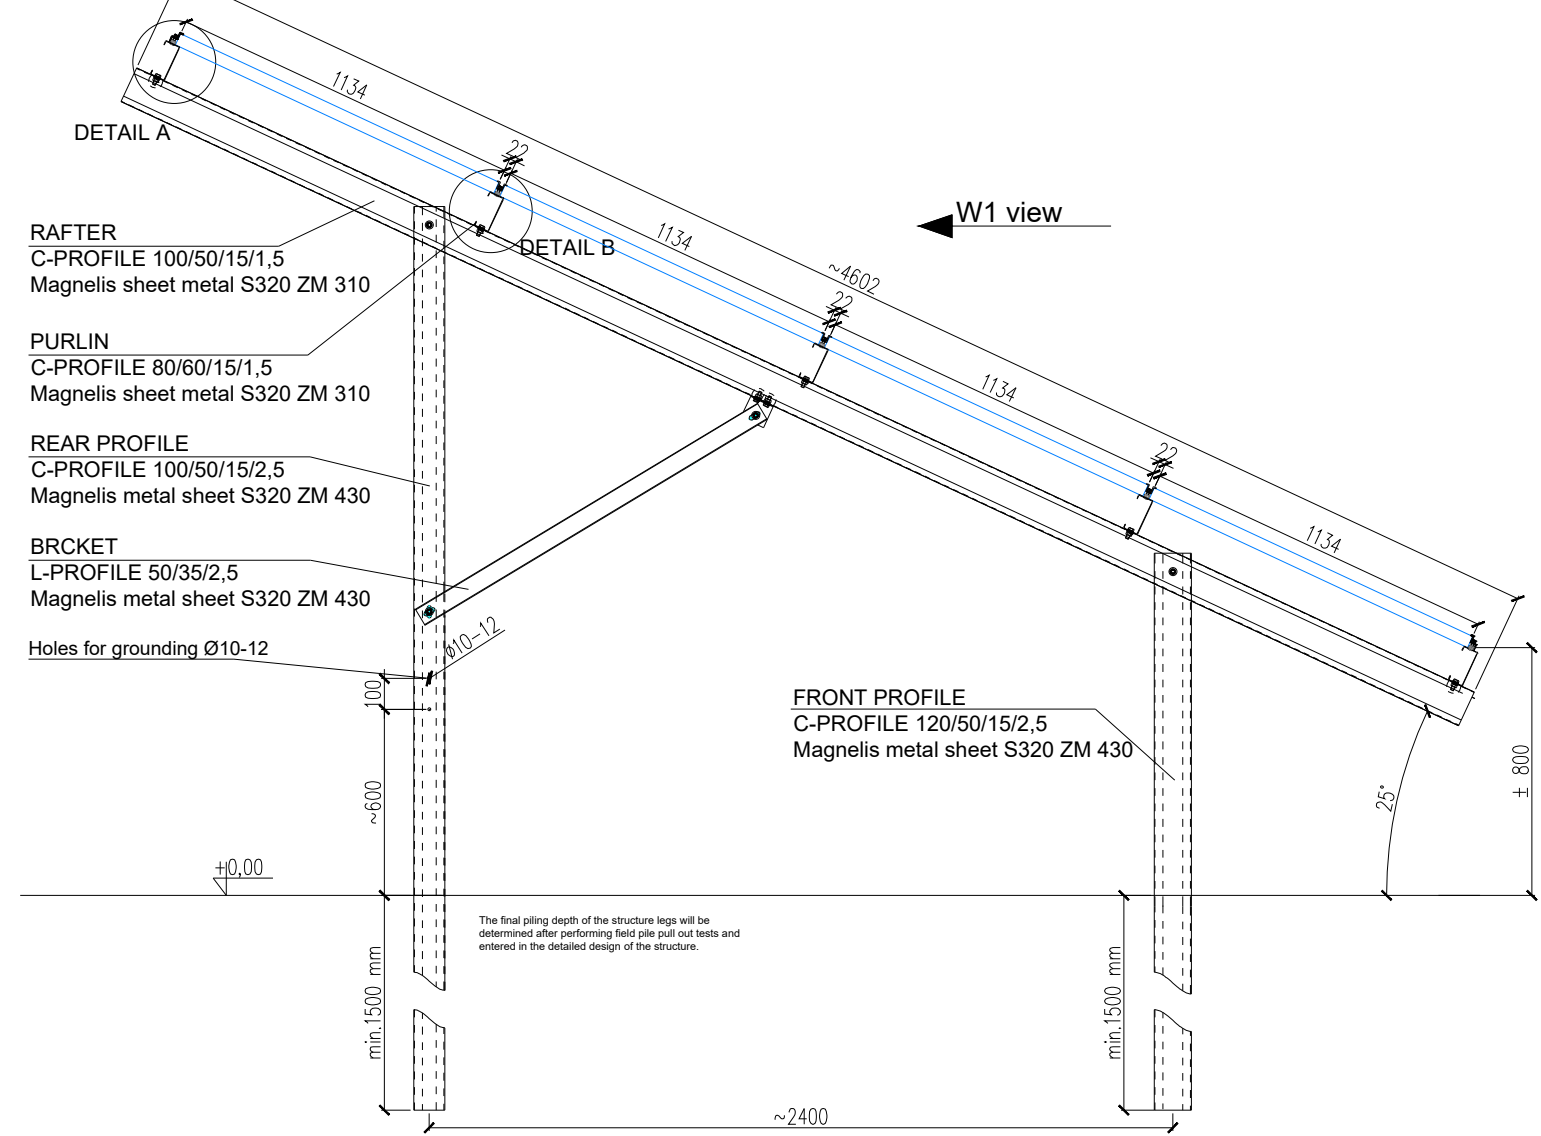 1134
22
DETAIL A
DETAIL B
W1 view
1134
~4602
22
RAFTER
C-PROFILE 100/50/15/1,5
Magnelis sheet metal S320 ZM 310
PURLIN
C-PROFILE 80/60/15/1,5
Magnelis sheet metal S320 ZM 310
1134
22
REAR PROFILE
C-PROFILE 100/50/15/2,5
Magnelis metal sheet S320 ZM 430
1134
BRCKET
L-PROFILE 50/35/2,5
Magnelis metal sheet S320 ZM 430
Holes for grounding Ø10-12
Ø10-12
100
FRONT PROFILE
C-PROFILE 120/50/15/2,5
Magnelis metal sheet S320 ZM 430
~600
25°
± 800
+0,00
The final piling depth of the structure legs will be
determined after performing field pile pull out tests and
entered in the detailed design of the structure.
min.1500 mm
min.1500 mm
~2400